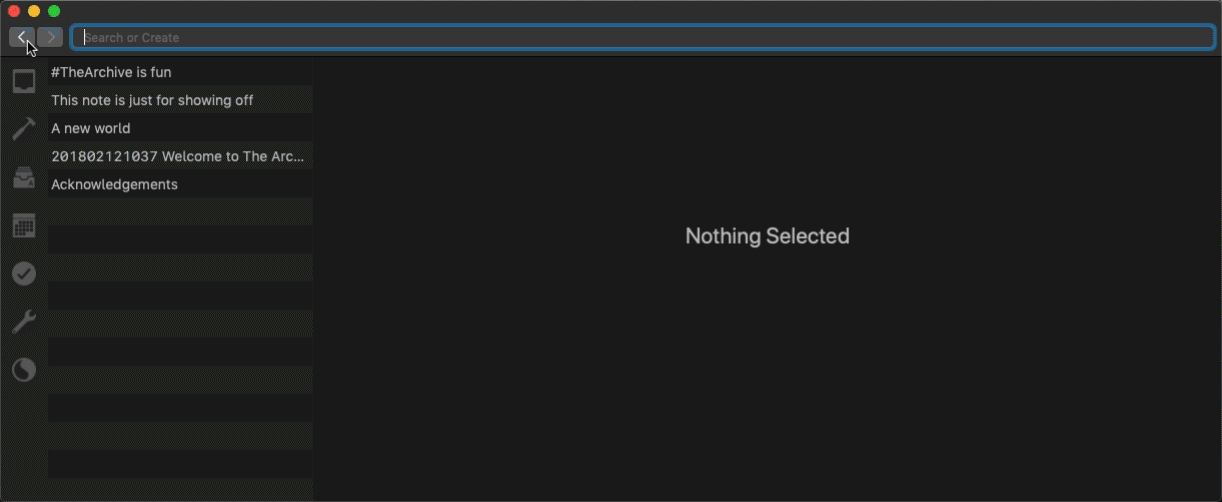 Search or Create
#TheArchive is fun
This note is just for showing off
A new world
201802121037 Welcome to The Arc...
Acknowledgements
Nothing Selected